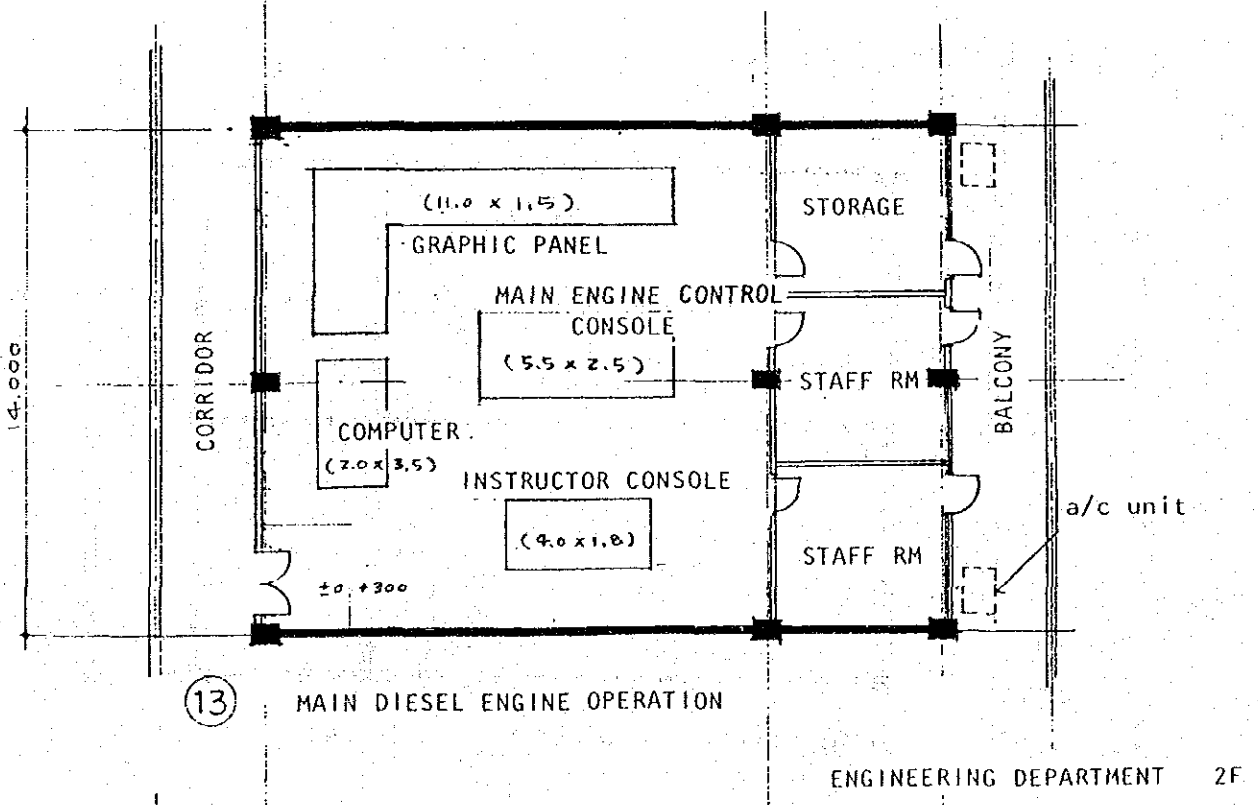 (11.0 x 1.5)
GRAPHIC PANEL
STORAGE
MAIN ENGINE CONTROL
CONSOLE
(5.5 x 2.5)
14.000
CORRIDOR
STAFF RM
BALCONY
COMPUTER
(2.0 x 3.5)
INSTRUCTOR CONSOLE
(4.0 x 1.8)
a/c unit
STAFF RM
±0 +300
13 MAIN DIESEL ENGINE OPERATION
ENGINEERING DEPARTMENT 2F